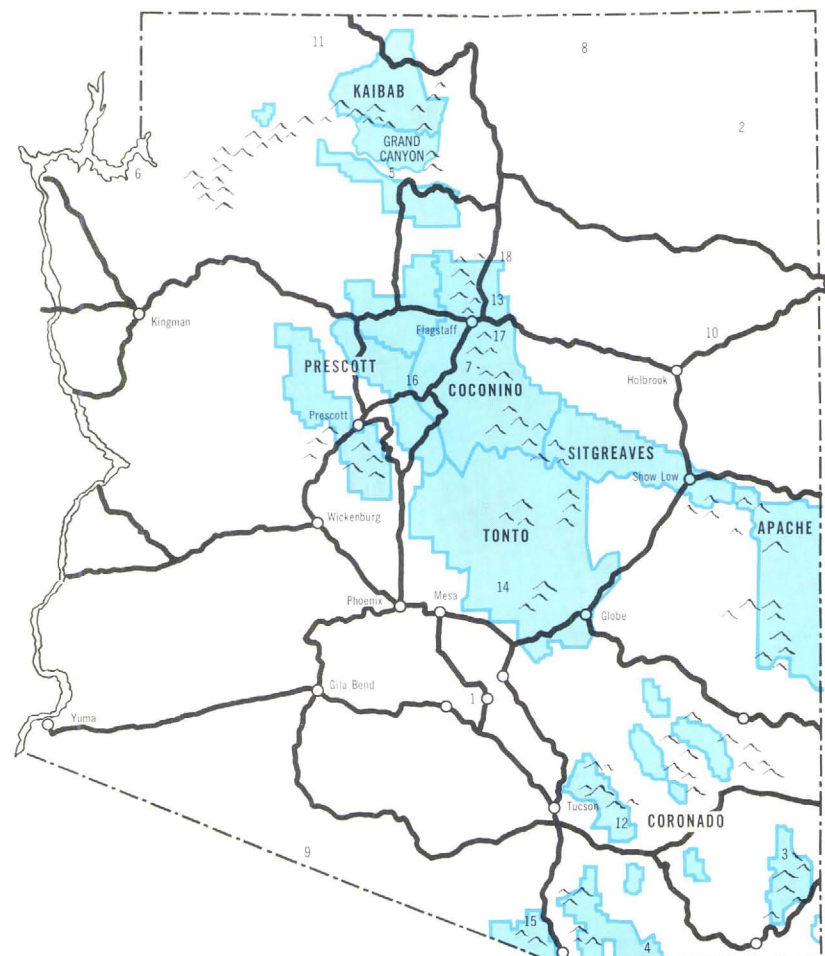 11
8
KAIBAB
2
GRAND
CANYON
6
5
18
13
Kingman
Flagstaff
17
10
PRESCOTT
7
16
COCONINO
Holbrook
Prescott
SITGREAVES
Show Low
Wickenburg
TONTO
APACHE
14
Phoenix
Mesa
Globe
Gila Bend
1
Yuma
Tucson
12
CORONADO
9
3
15
4